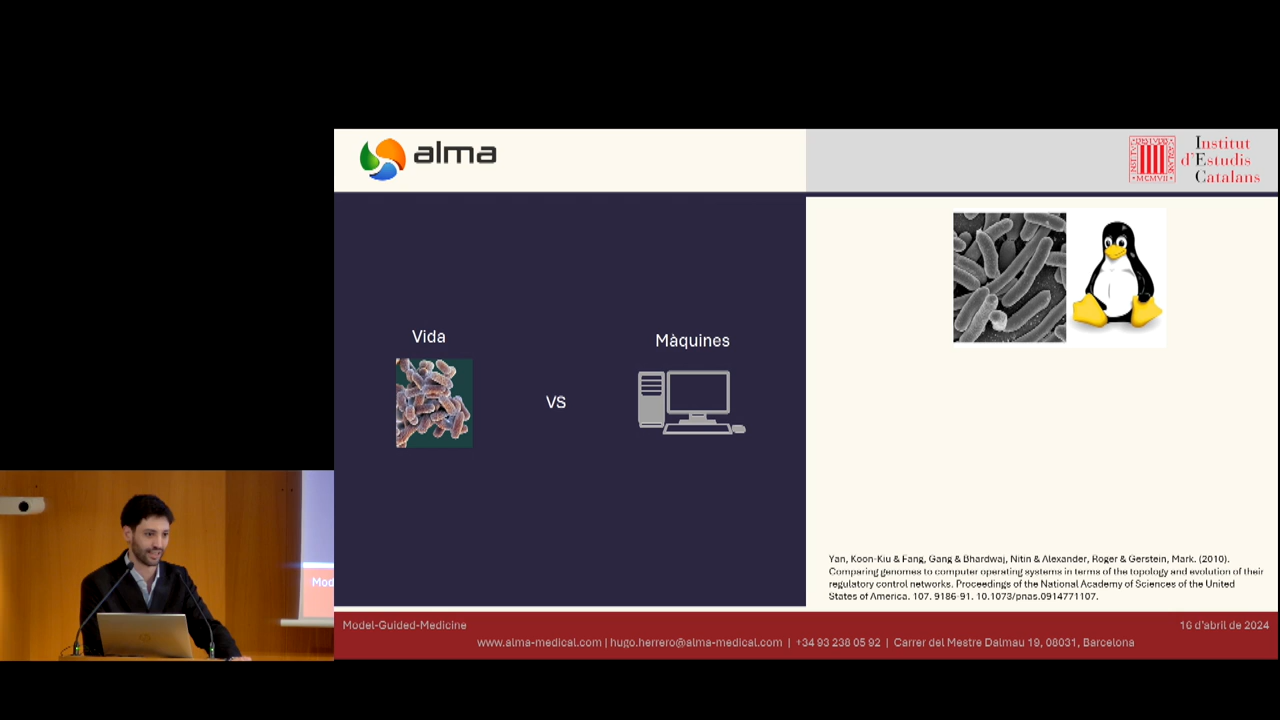 alma
Institut
d'Estudis
Catalans
MCMVII
Vida
Màquines
VS
Yan, Koon-Kiu & Fang, Gang & Bhardwaj, Nitin & Alexander, Roger & Gerstein, Mark. (2010).
Comparing genomes to computer operating systems in terms of the topology and evolution of their
regulatory control networks. Proceedings of the National Academy of Sciences of the United
States of America. 107. 9186-91. 10.1073/pnas.0914771107.
Mod
Model-Guided-Medicine
16 d'abril de 2024
www.alma-medical.com | hugo.herrero@alma-medical.com | +34 93 238 05 92 | Carrer del Mestre Dalmau 19, 08031, Barcelona